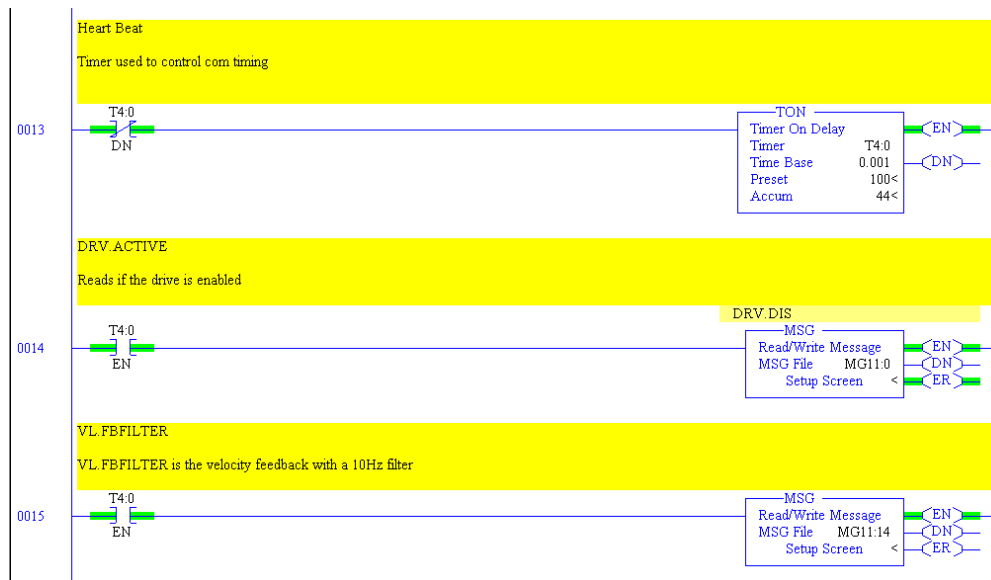 Heart Beat
Timer used to control com timing
0013
T4:0
DN
TON
Timer On Delay
Timer T4:0
Time Base 0.001
Preset 100<
Accum 44<
EN
DN
DRV.ACTIVE
Reads if the drive is enabled
0014
T4:0
EN
DRV.DIS
MSG
Read/Write Message
MSG File MG11:0
Setup Screen <
EN
DN
ER
VL.FBFILTER
VL.FBFILTER is the velocity feedback with a 10Hz filter
0015
T4:0
EN
MSG
Read/Write Message
MSG File MG11:14
Setup Screen <
EN
DN
ER